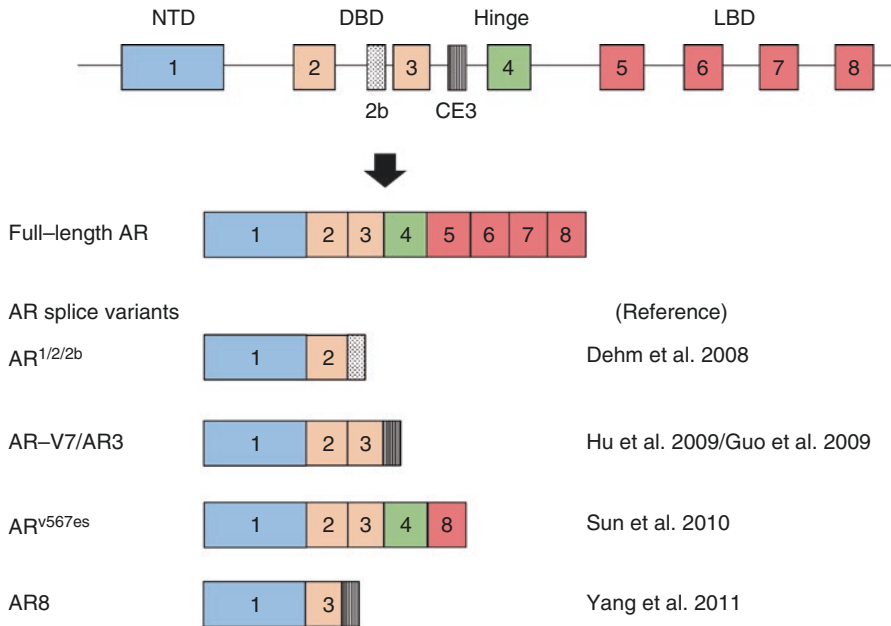 NTD DBD Hinge LBD
1 2 3 4 5 6 7 8
2b CE3
Full–length AR 1 2 3 4 5 6 7 8
AR splice variants (Reference)
AR1/2/2b 1 2 Dehm et al. 2008
AR–V7/AR3 1 2 3 Hu et al. 2009/Guo et al. 2009
ARv567es 1 2 3 4 8 Sun et al. 2010
AR8 1 3 Yang et al. 2011